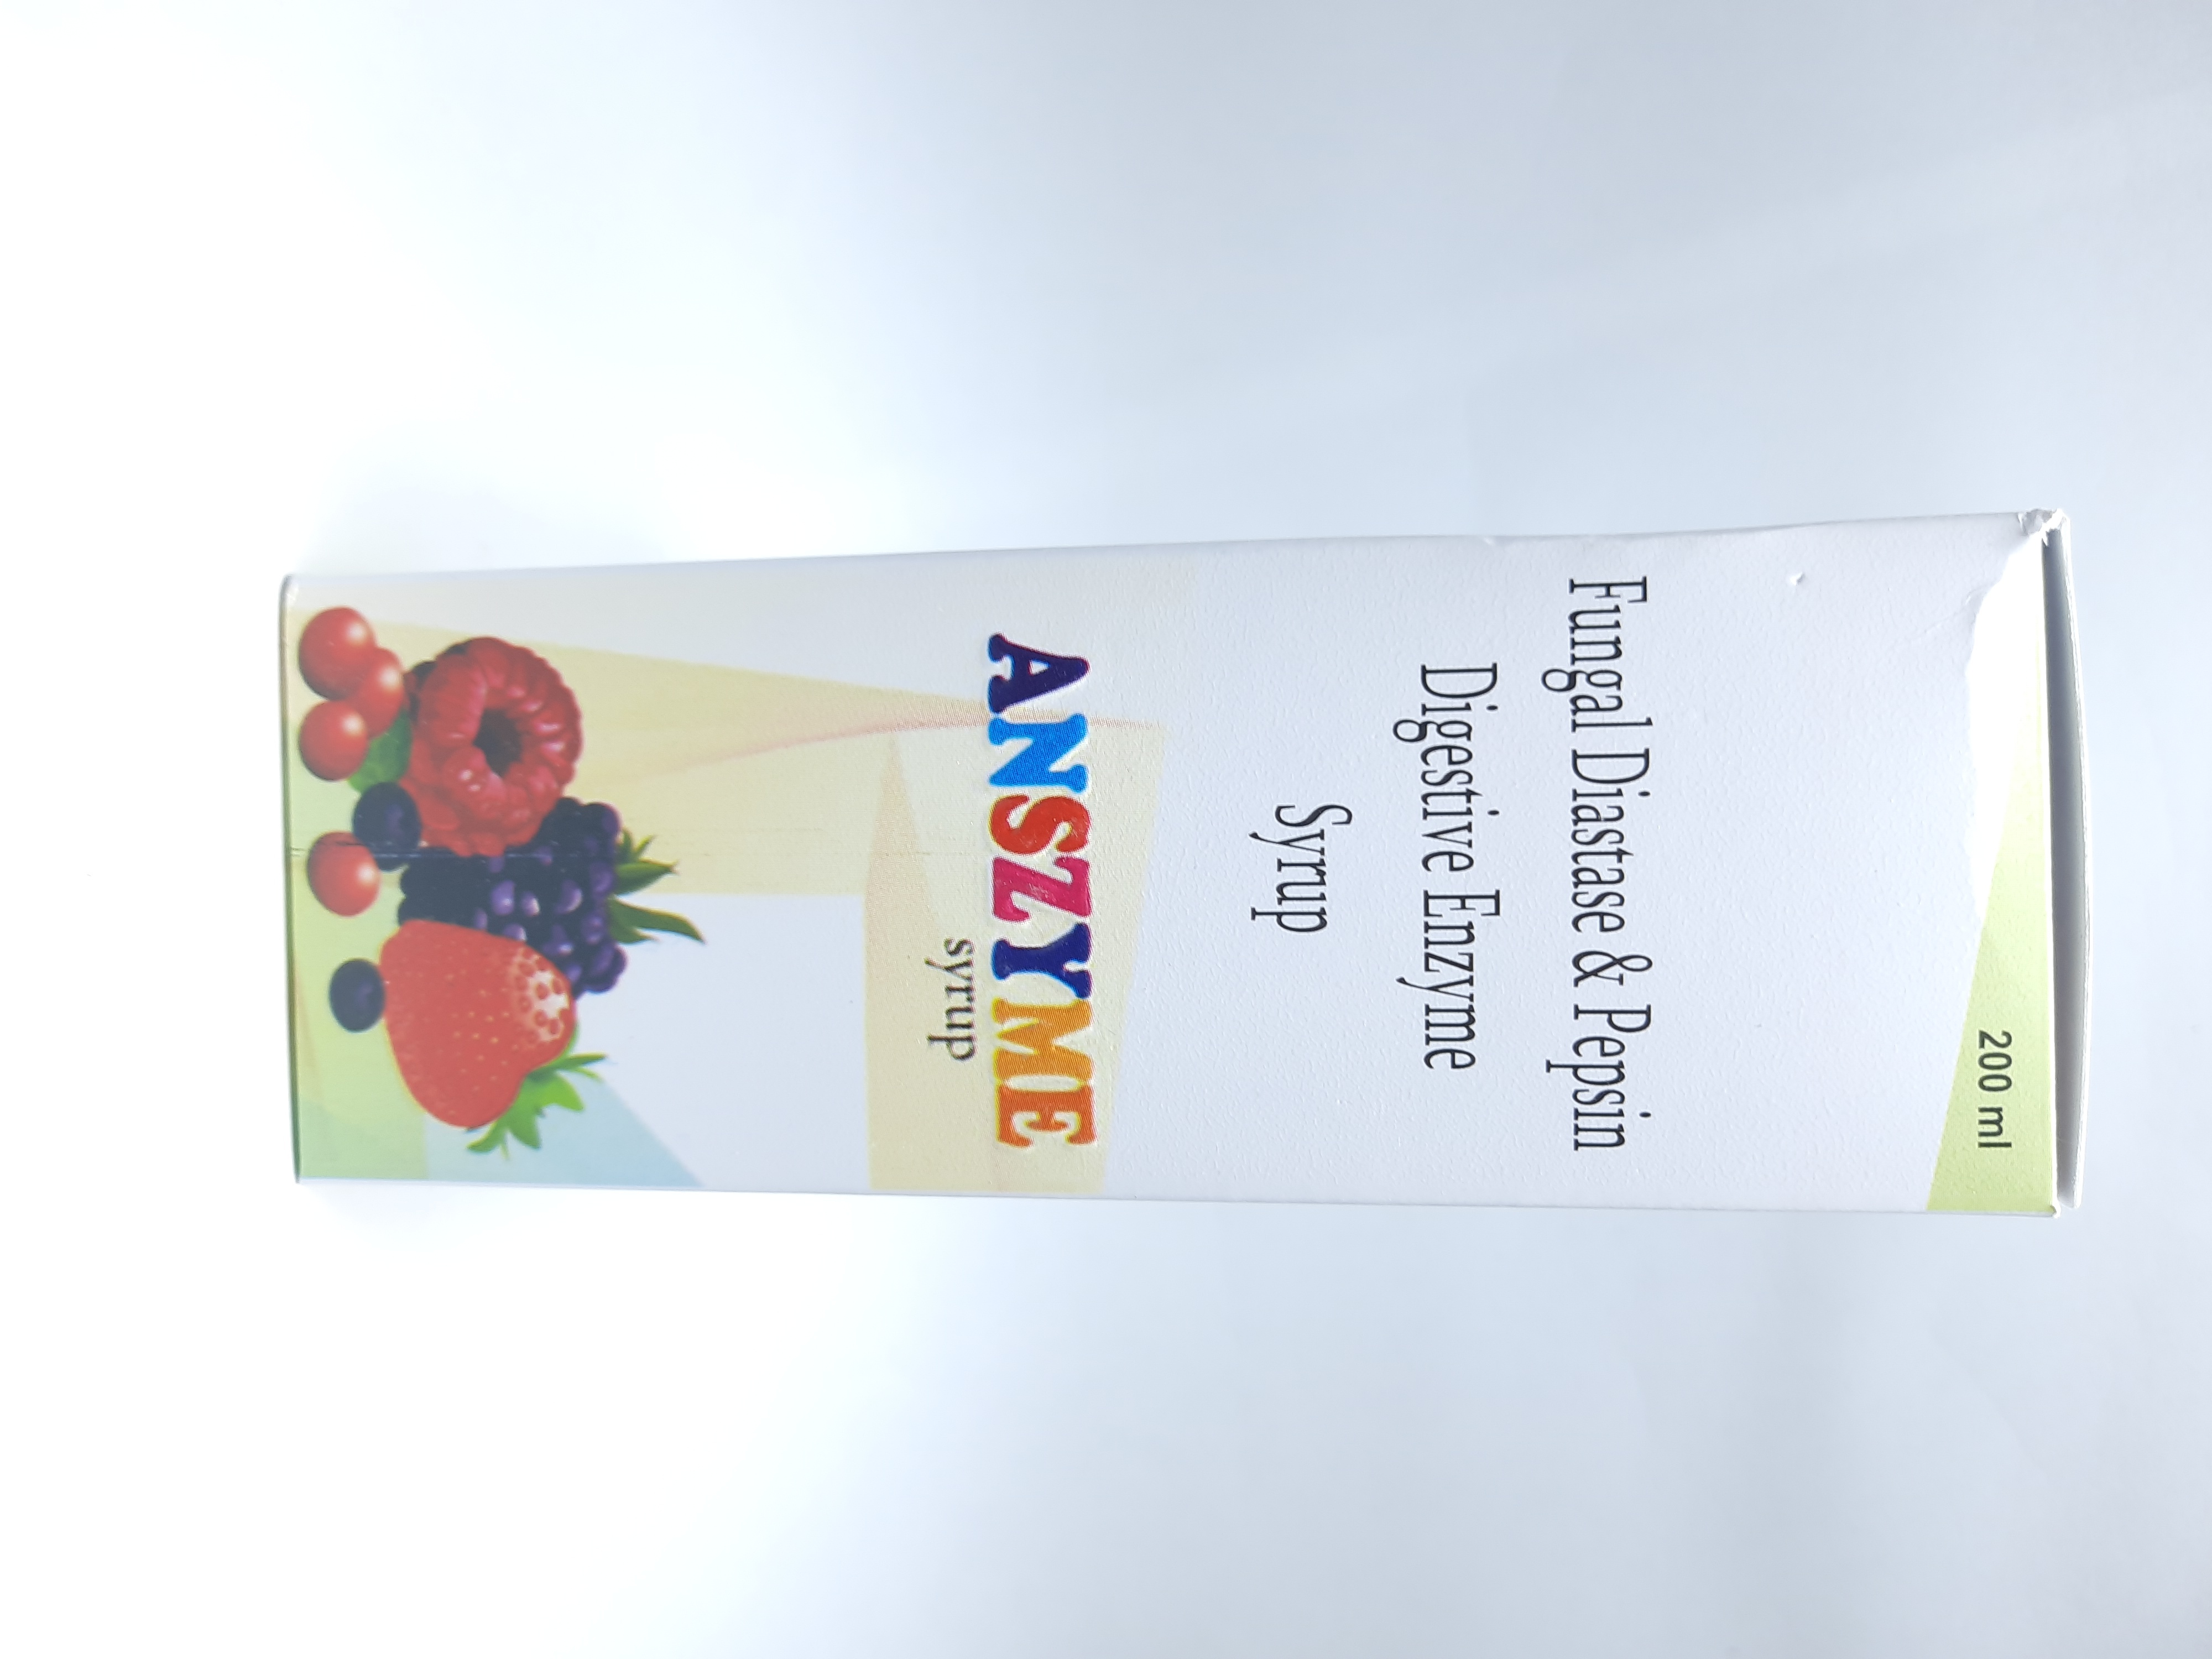 200 ml
Fungal Diastase & Pepsin
Digestive Enzyme
Syrup
ANSZYME
syrup